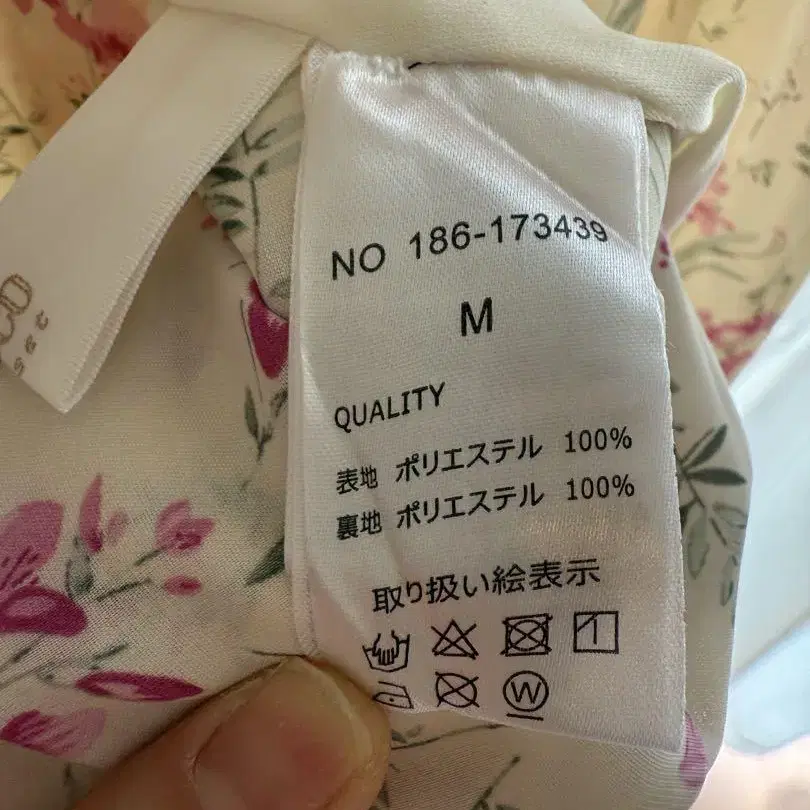 NO 186-173439
M
QUALITY
表地 ポリエステル 100%
裏地 ポリエステル 100%
取り扱い絵表示
W